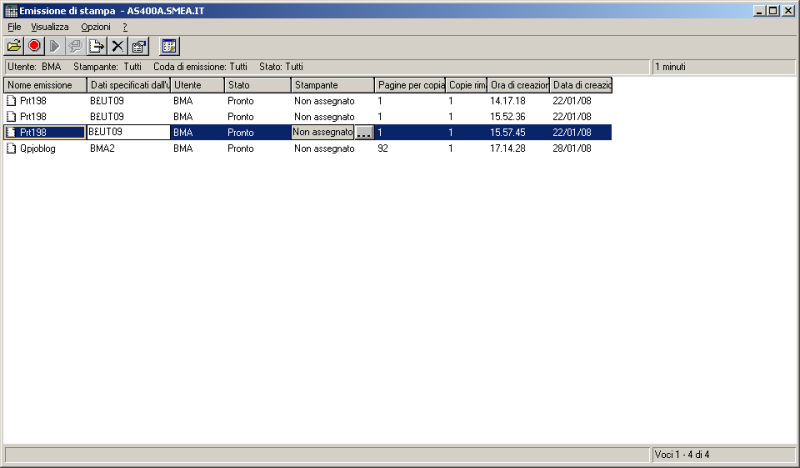 Emissione di stampa - AS400A.SMEA.IT
File Visualizza Opzioni ?
Utente: BMA Stampante: Tutti Coda di emissione: Tutti Stato: Tutti 1 minuti
Nome emissione Dati specificati dall'u Utente Stato Stampante Pagine per copia Copie rim Ora di creazion Data di creazio
Prt198 B£UT09 BMA Pronto Non assegnato 1 1 14.17.18 22/01/08
Prt198 B£UT09 BMA Pronto Non assegnato 1 1 15.52.36 22/01/08
Prt198 B£UT09 BMA Pronto Non assegnato ... 1 1 15.57.45 22/01/08
Qpjoblog BMA2 BMA Pronto Non assegnato 92 1 17.14.28 28/01/08
Voci 1 - 4 di 4